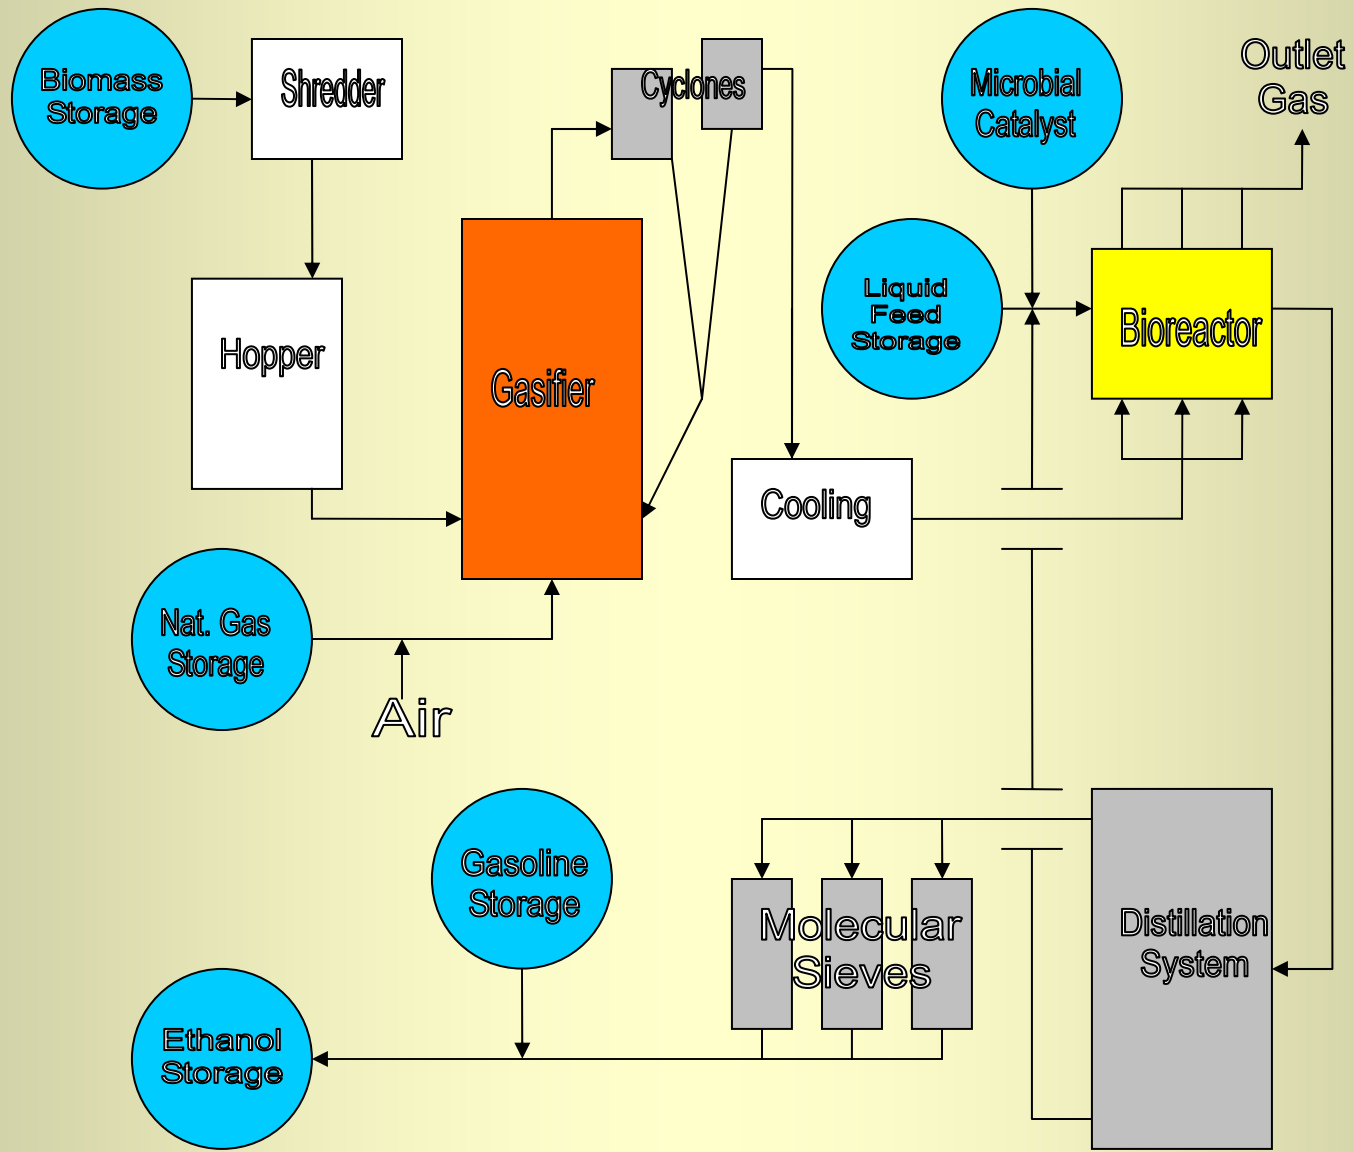 Biomass
Storage
Shredder
Cyclones
Microbial
Catalyst
Outlet
Gas
Hopper
Gasifier
Liquid
Feed
Storage
Bioreactor
Cooling
Nat. Gas
Storage
Air
Gasoline
Storage
Molecular
Sieves
Distillation
System
Ethanol
Storage